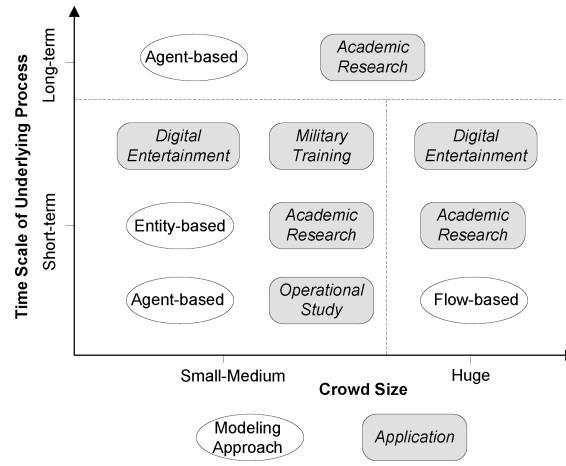 Time Scale of Underlying Process
Long-term
Short-term
Agent-based
Academic
Research
Digital
Entertainment
Military
Training
Digital
Entertainment
Entity-based
Academic
Research
Academic
Research
Agent-based
Operational
Study
Flow-based
Small-Medium
Huge
Crowd Size
Modeling
Approach
Application